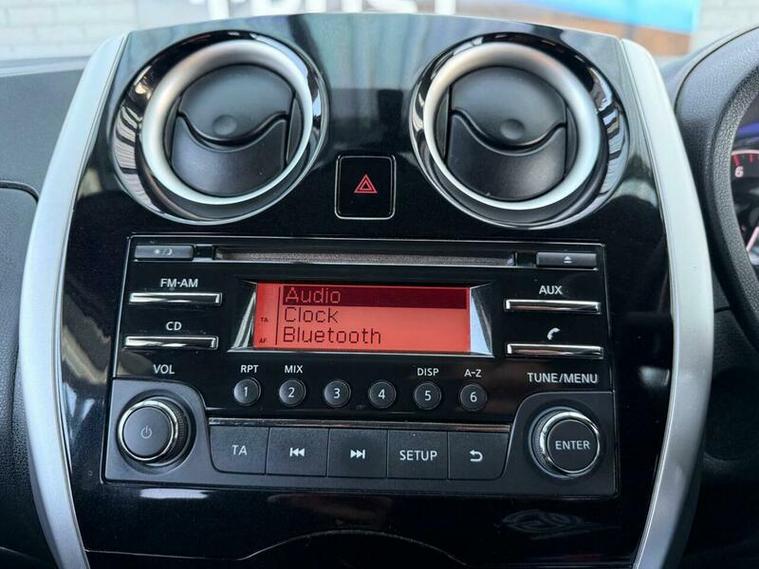 FM·AM
CD
VOL
Audio
Clock
Bluetooth
TA
AF
AUX
TUNE/MENU
RPT MIX DISP A-Z
1 2 3 4 5 6
TA SETUP
ENTER
6